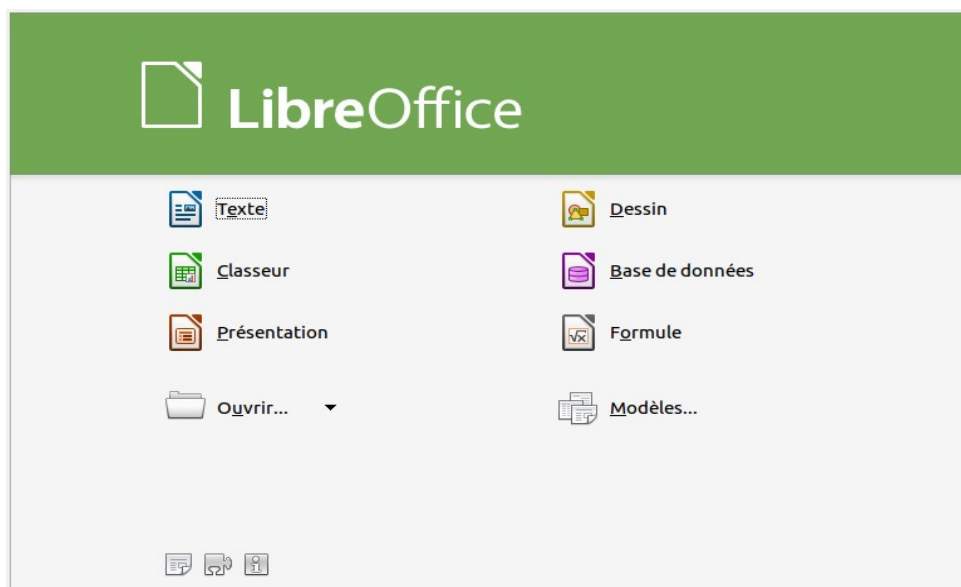 LibreOffice
Texte
Dessin
Classeur
Base de données
Présentation
Formule
Ouvrir...
Modèles...